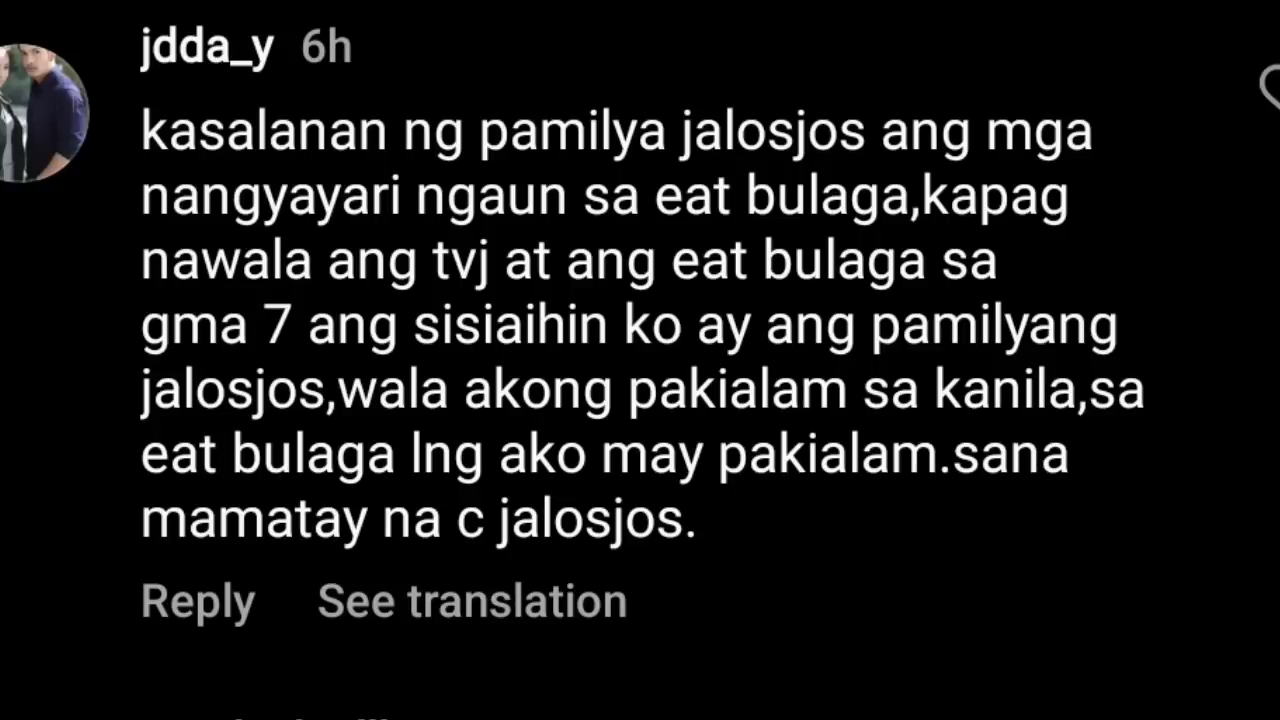 jdda_y 6h
kasalanan ng pamilya jalosjos ang mga
nangyayari ngaun sa eat bulaga,kapag
nawala ang tvj at ang eat bulaga sa
gma 7 ang sisiaihin ko ay ang pamilyang
jalosjos,wala akong pakialam sa kanila,sa
eat bulaga lng ako may pakialam.sana
mamatay na c jalosjos.
Reply See translation